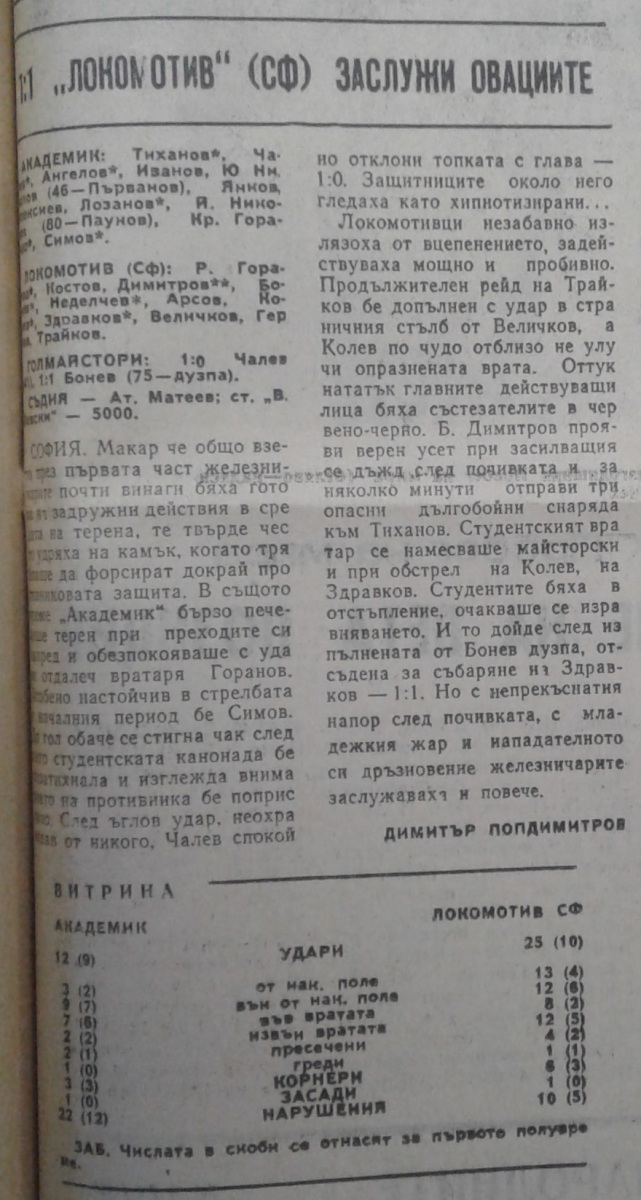 1:1 „ЛОКОМОТИВ“ (СФ) ЗАСЛУЖИ ОВАЦИИТЕ
АКАДЕМИК: Тиханов*, Ча-
Ангелов*, Иванов, Ю Ни
(46—Първанов), Янков,
Лозанов*, Й. Нико-
(80—Паунов), Кр. Гора-
Симов*.
ЛОКОМОТИВ (Сф): Р. Гора-
Костов, Димитров**, Бо-
Неделчев*, Арсов, Ко-
Здравков*, Величков, Гер
Трайков.
ГОЛМАЙСТОРИ: 1:0 Чалев
1:1 Бонев (75—дузпа).
СЪДИЯ — Ат. Матеев; ст. „В.
— 5000.
СОФИЯ. Макар че общо взе-
през първата част железни-
почти винаги бяха гото
задружни действия в сре
на терена, те твърде чес
удряха на камък, когато тря
да форсират докрай про
защита. В същото
„Академик“ бързо пече-
терен при преходите си
и обезпокояваше с уда
отдалеч вратаря Горанов.
настойчив в стрелбата
началния период бе Симов.
гол обаче се стигна чак след
студентската канонада бе
и изглежда внима
на противника бе поприс
След ъглов удар, неохра
от никого, Чалев спокой
но отклони топката с глава —
1:0. Защитниците около него
гледаха като хипнотизирани...
Локомотивци незабавно из-
лязоха от вцепенението, задей-
ствуваха мощно и пробивно.
Продължителен рейд на Трай-
ков бе допълнен с удар в стра
ничния стълб от Величков, а
Колев по чудо отблизо не улу
чи опразнената врата. Оттук
нататък главните действуващи
лица бяха състезателите в чер
вено-черно. Б. Димитров проя-
ви верен усет при засилващия
се дъжд след почивката и за
няколко минути отправи три
опасни дългобойни снаряда
към Тиханов. Студентският вра
тар се намесваше майсторски
и при обстрел на Колев, на
Здравков. Студентите бяха в
отстъпление, очакваше се изра
вняването. И то дойде след из
пълнената от Бонев дузпа, от-
съдена за събаряне на Здрав-
ков — 1:1. Но с непрекъснатия
напор след почивката, с мла-
дежкия жар и нападателното
си дръзновение железничарите
заслужаваха и повече.
ДИМИТЪР ПОПДИМИТРОВ
ВИТРИНА
АКАДЕМИК ЛОКОМОТИВ СФ
12 (9) УДАРИ 25 (10)
3 (2) от нак. поле 13 (4)
9 (7) вън от нак. поле 12 (6)
7 (6) във вратата 8 (3)
2 (2) извън вратата 12 (5)
2 (1) пресечени 4 (2)
1 (0) греди 1 (1)
3 (3) КОРНЕРИ 6 (3)
1 (0) ЗАСАДИ 1 (0)
22 (12) НАРУШЕНИЯ 10 (5)
ЗАБ. Числата в скоби се отнасят за първото полувре
ме.